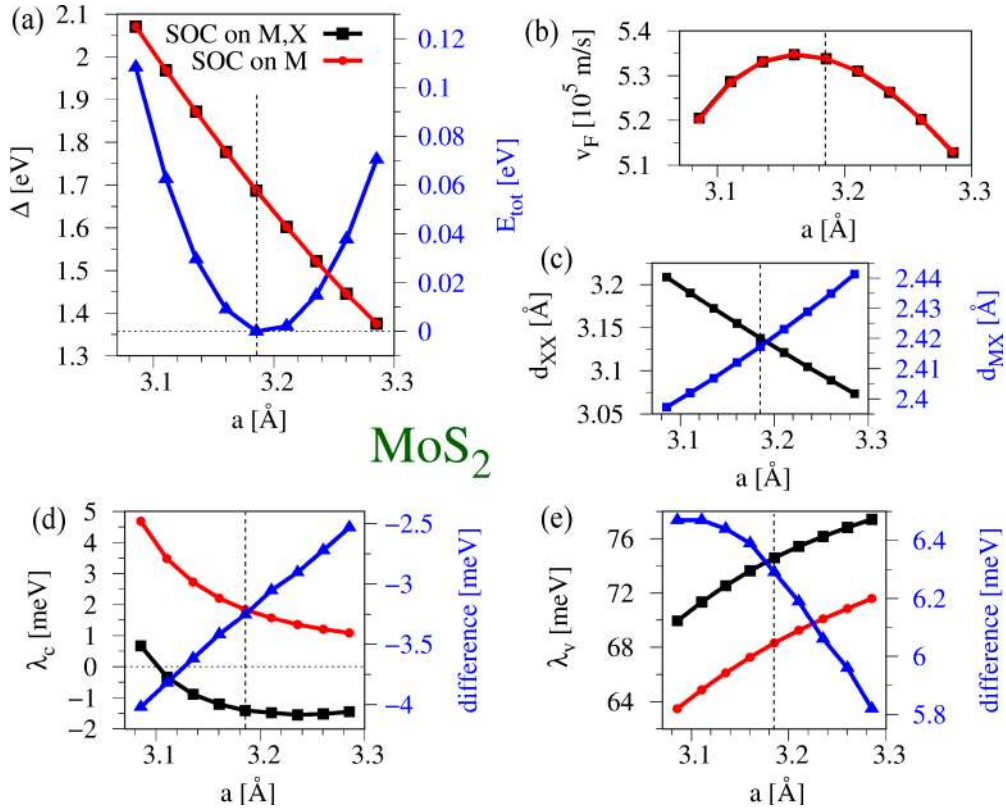 (a)
2.1
2
1.9
1.8
1.7
1.6
1.5
1.4
1.3
Δ [eV]
SOC on M,X
SOC on M
0.12
0.1
0.08
0.06
0.04
0.02
0
E_tot [eV]
3.1 3.2 3.3
a [Å]
(b)
5.4
5.3
5.2
5.1
v_F [10^5 m/s]
3.1 3.2 3.3
a [Å]
(c)
3.2
3.15
3.1
3.05
d_XX [Å]
2.44
2.43
2.42
2.41
2.4
d_MX [Å]
3.1 3.2 3.3
a [Å]
MoS₂
(d)
5
4
3
2
1
0
−1
−2
λ_c [meV]
−2.5
−3
−3.5
−4
difference [meV]
3.1 3.2 3.3
a [Å]
(e)
76
72
68
64
λ_v [meV]
6.4
6.2
6
5.8
difference [meV]
3.1 3.2 3.3
a [Å]